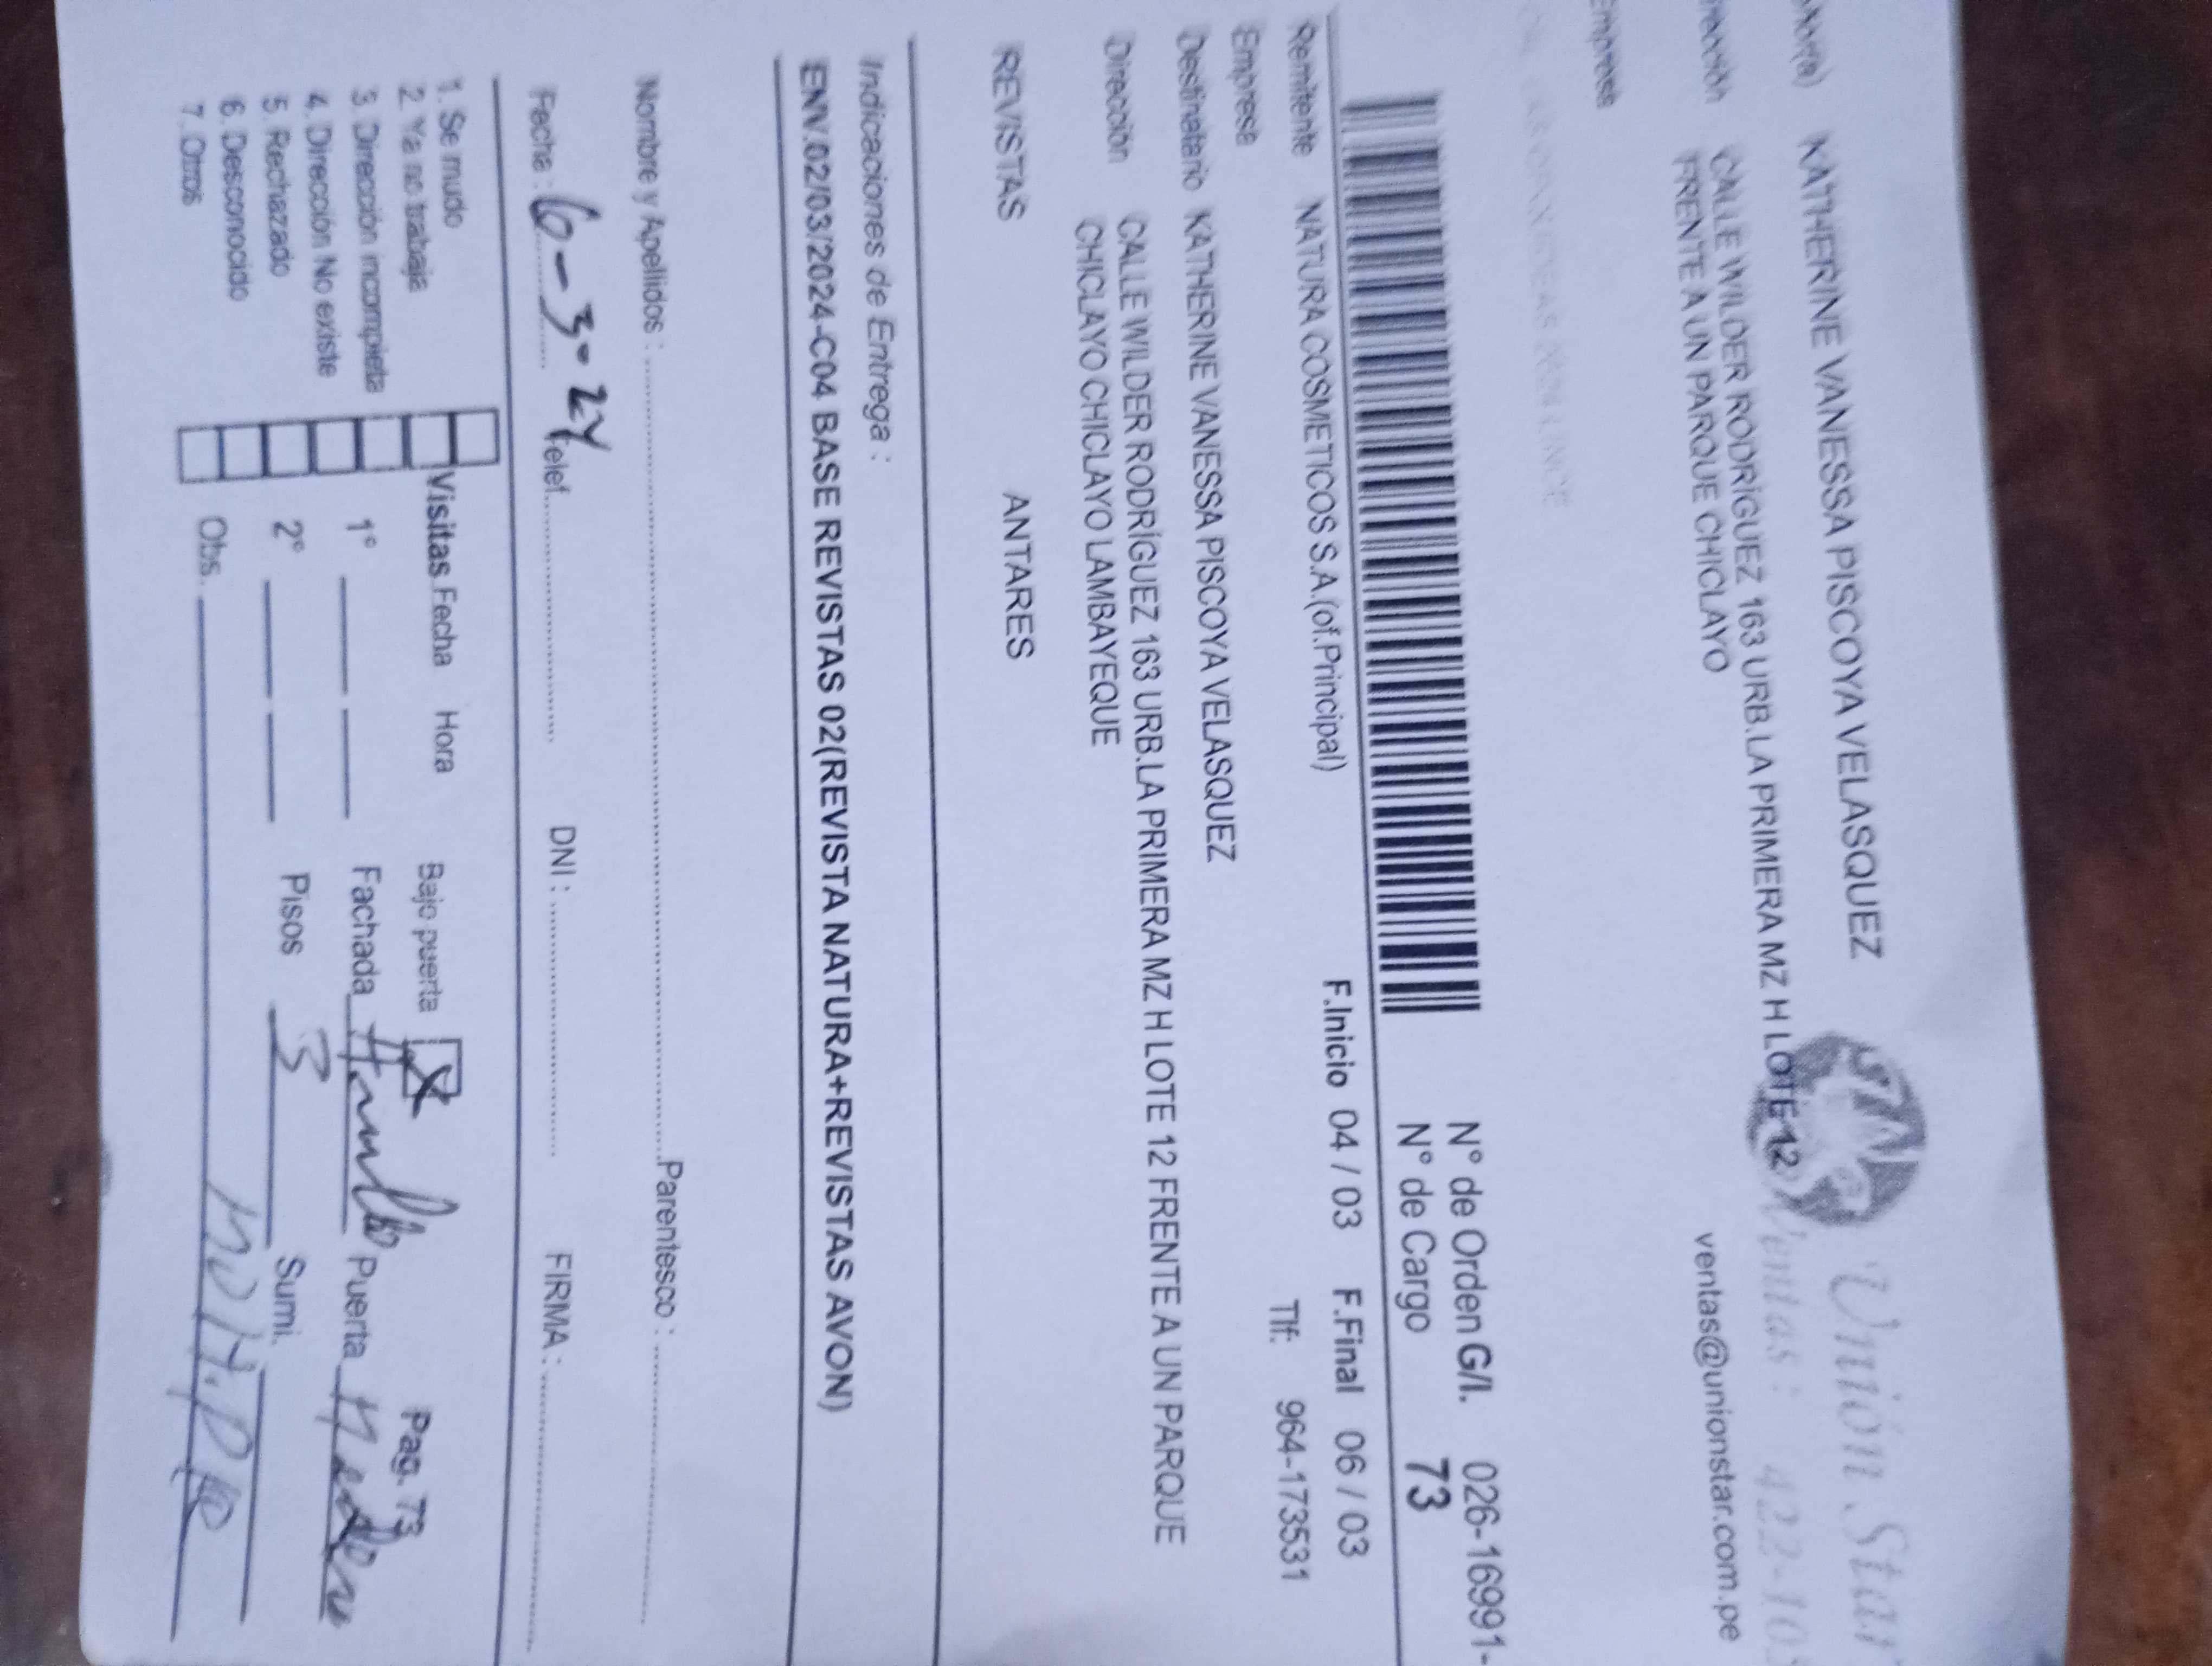 KATHERINE VANESSA PISCOYA VELASQUEZ
Unión Star
CALLE WILDER RODRÍGUEZ 163 URB.LA PRIMERA MZ H LOTE 12
FRENTE A UN PARQUE CHICLAYO
Ventas : 422-103
ventas@unionstar.com.pe
Empresa
N° de Orden G/l. 026-16991-
N° de Cargo 73
Remitente NATURA COSMETICOS S.A.(of.Principal) F.Inicio 04 / 03 F.Final 06 / 03
Empresa Tlf: 964-173531
Destinatario KATHERINE VANESSA PISCOYA VELASQUEZ
Dirección CALLE WILDER RODRÍGUEZ 163 URB.LA PRIMERA MZ H LOTE 12 FRENTE A UN PARQUE
CHICLAYO CHICLAYO LAMBAYEQUE
REVISTAS ANTARES
Indicaciones de Entrega :
ENV.02/03/2024-C04 BASE REVISTAS 02(REVISTA NATURA+REVISTAS AVON)
Nombre y Apellidos : Parentesco :
Fecha : 6-3-24 Telef. DNI : FIRMA :
1. Se mudo
2. Ya no trabaja
3. Dirección incompleta
4. Dirección No existe
5. Rechazado
6. Desconocido
7. Otros
Visitas Fecha Hora
1°
2°
Obs.
Bajo puerta X Pag. 73
Fachada Puerta
Pisos 3 Sumi.